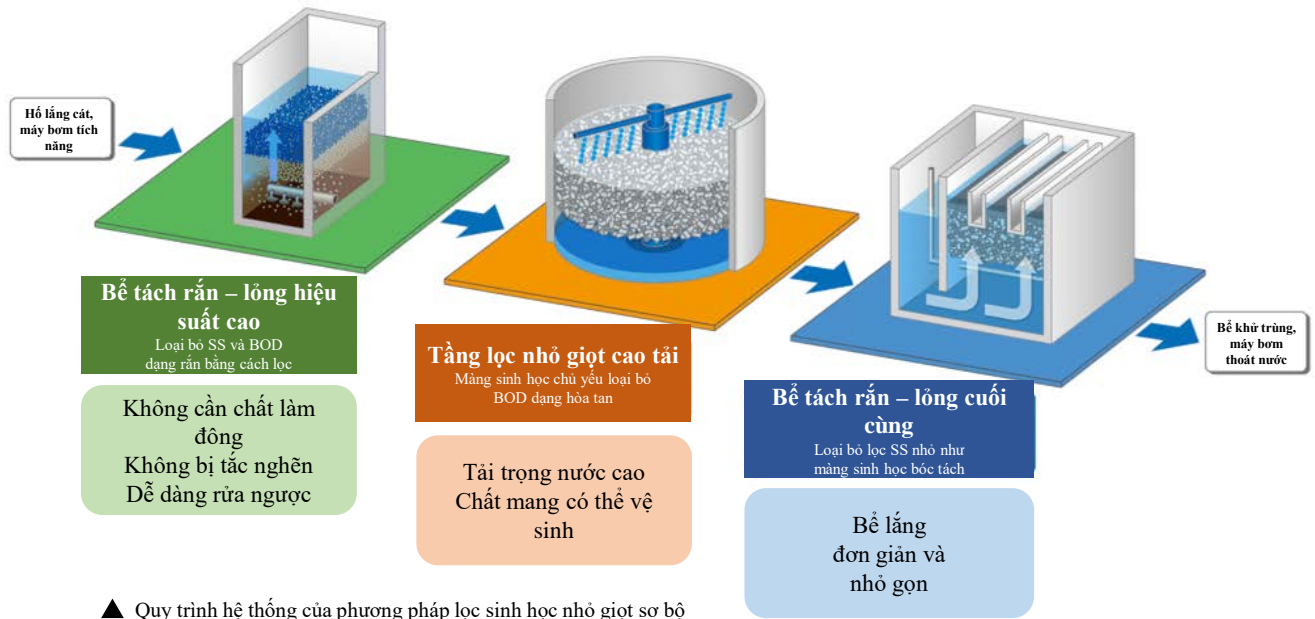 Hố lắng cát,
máy bơm tích
năng
Bể tách rắn – lỏng hiệu
suất cao
Loại bỏ SS và BOD
dạng rắn bằng cách lọc
Không cần chất làm
đông
Không bị tắc nghẽn
Dễ dàng rửa ngược
Tầng lọc nhỏ giọt cao tải
Màng sinh học chủ yếu loại bỏ
BOD dạng hòa tan
Tải trọng nước cao
Chất mang có thể vệ
sinh
Bể tách rắn – lỏng cuối
cùng
Loại bỏ lọc SS nhỏ như
màng sinh học bóc tách
Bể lắng
đơn giản và
nhỏ gọn
Bể khử trùng,
máy bơm
thoát nước
▲ Quy trình hệ thống của phương pháp lọc sinh học nhỏ giọt sơ bộ